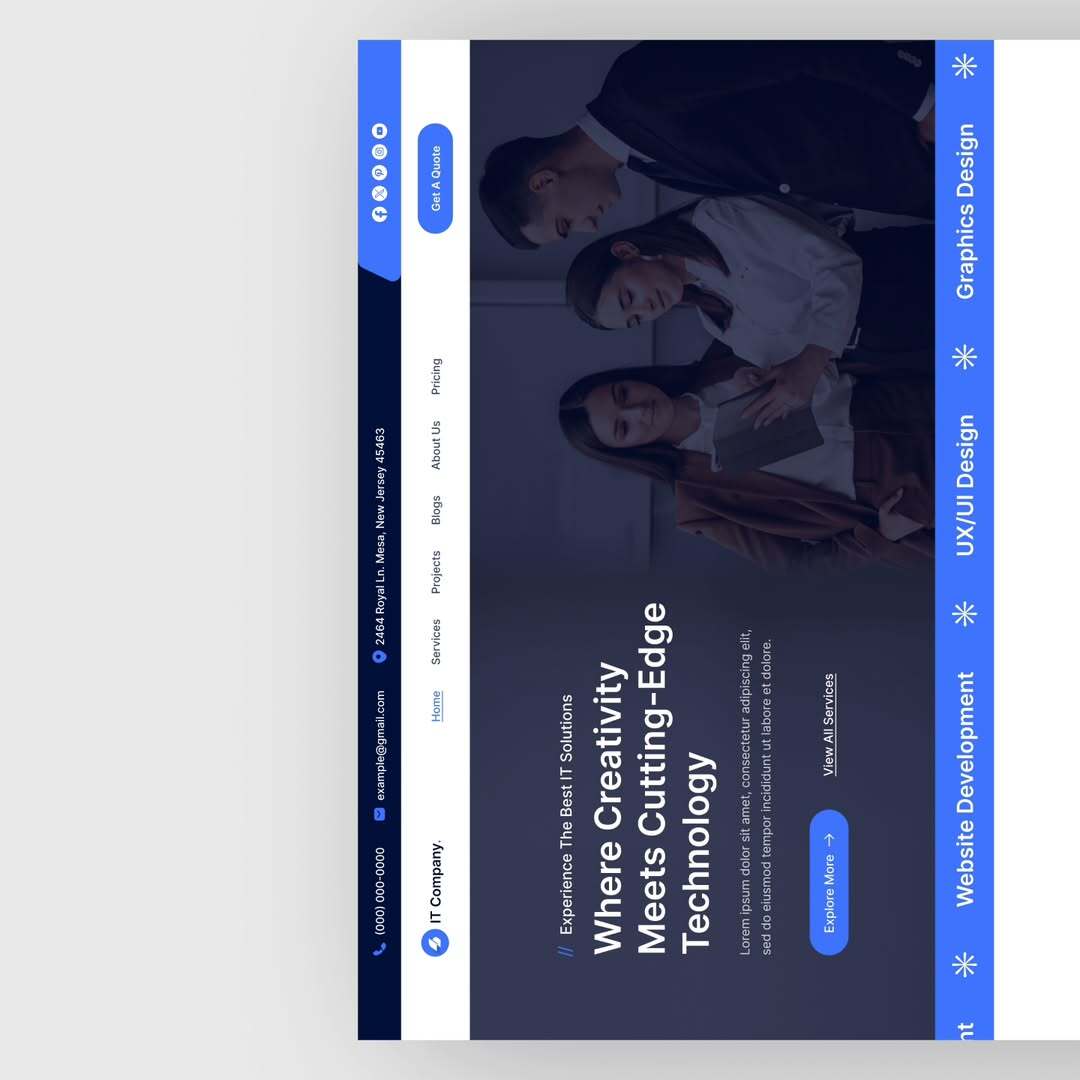 (000) 000-0000 example@gmail.com 2464 Royal Ln. Mesa, New Jersey 45463
IT Company. Home Services Projects Blogs About Us Pricing Get A Quote
// Experience The Best IT Solutions
Where Creativity
Meets Cutting-Edge
Technology
Lorem ipsum dolor sit amet, consectetur adipiscing elit,
sed do eiusmod tempor incididunt ut labore et dolore.
Explore More → View All Services
nt Website Development UX/UI Design Graphics Design